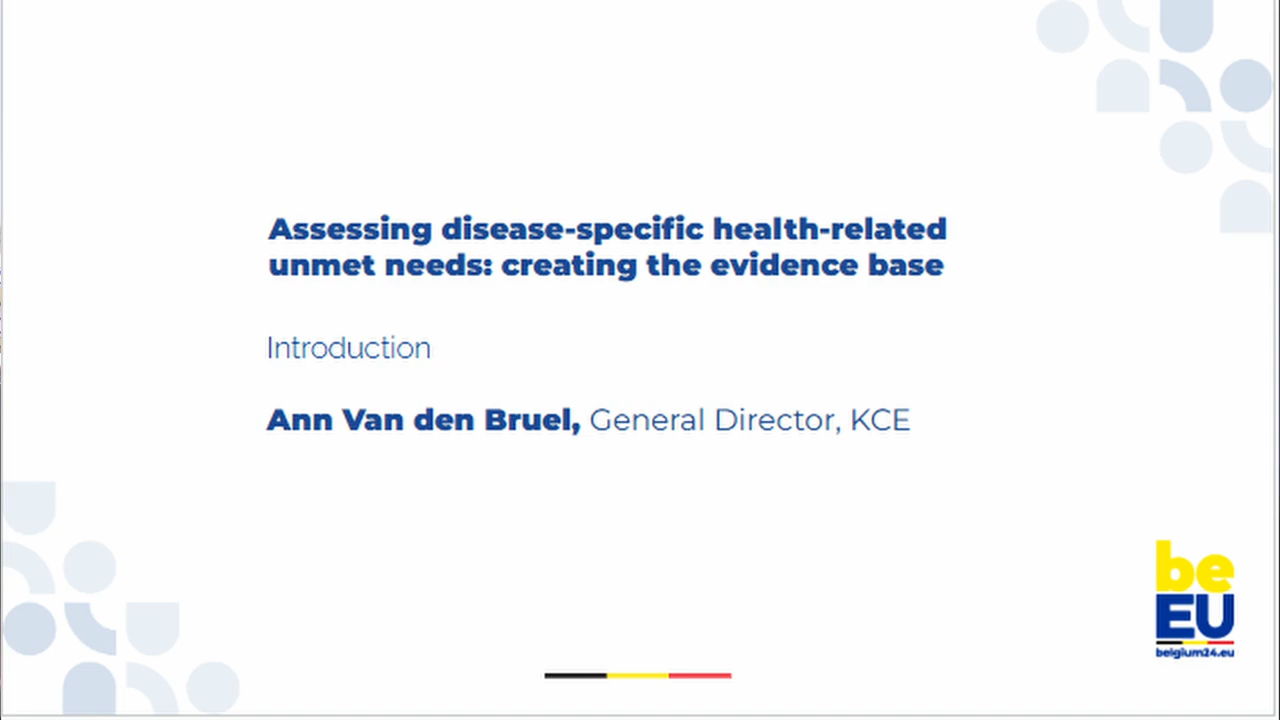 Assessing disease-specific health-related
unmet needs: creating the evidence base
Introduction
Ann Van den Bruel, General Director, KCE
be
EU
belgium24.eu